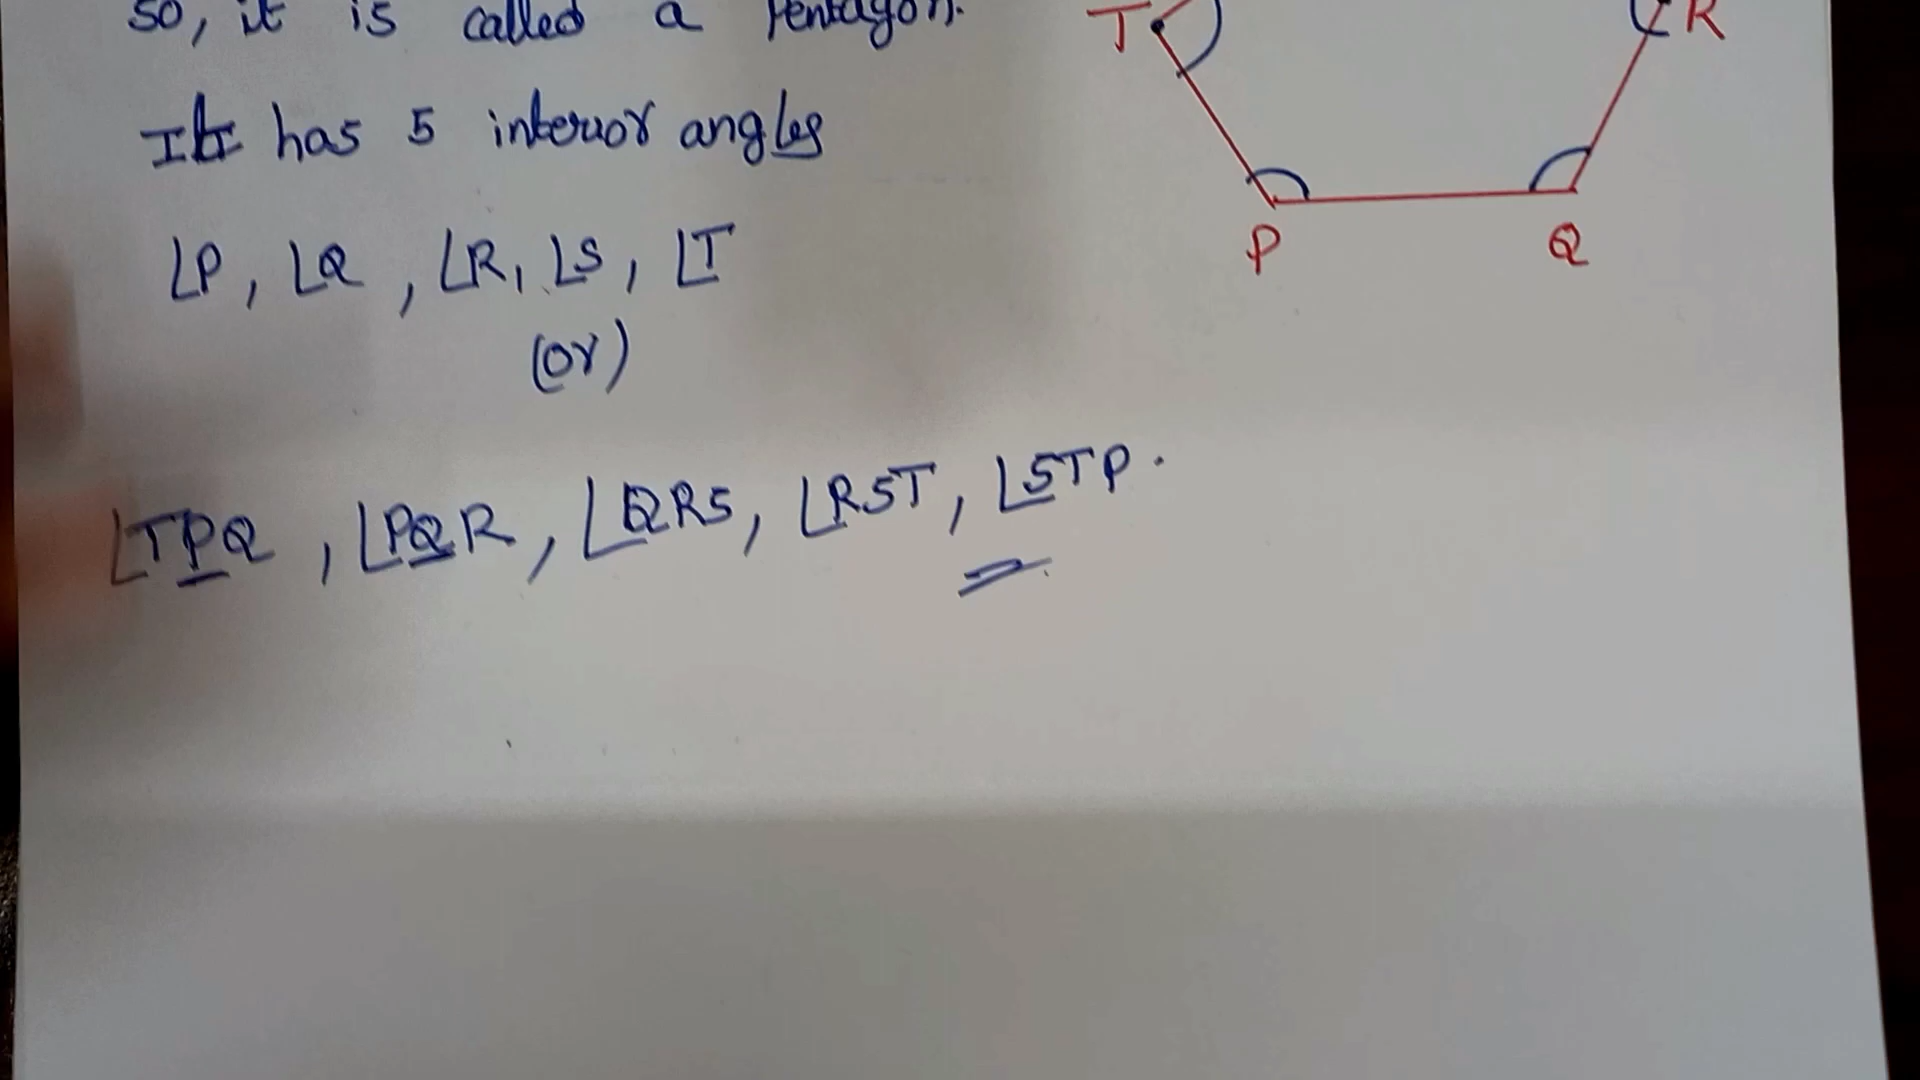 so, it is called a Pentagon.
It has 5 interior angles
∠P, ∠Q, ∠R, ∠S, ∠T
(or)
∠TPQ, ∠PQR, ∠QRS, ∠RST, ∠STP.
T R
P Q